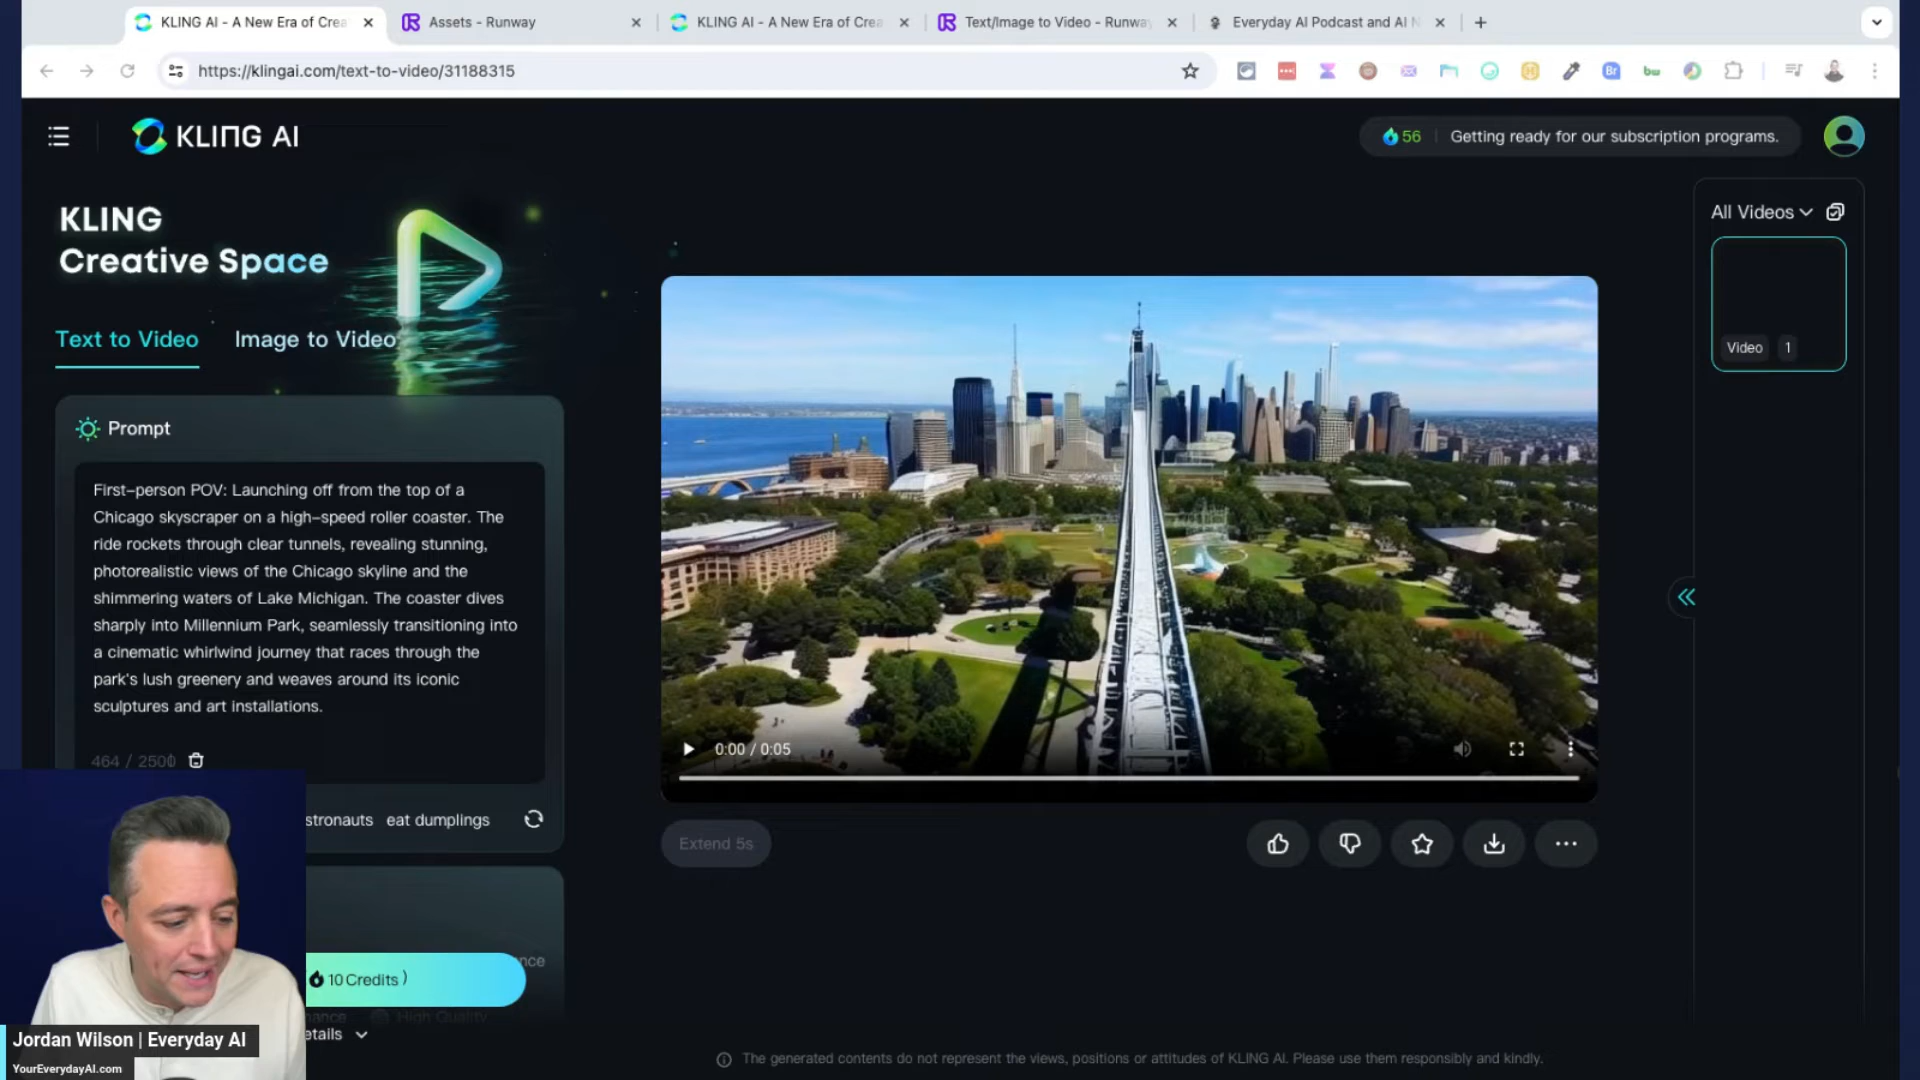 KLING AI - A New Era of Crea
Assets - Runway
KLING AI - A New Era of Crea
Text/Image to Video - Runway
Everyday AI Podcast and AI N
https://klingai.com/text-to-video/31188315
KLING AI
56
Getting ready for our subscription programs.
KLING
Creative Space
Text to Video
Image to Video
All Videos
Video 1
Prompt
First-person POV: Launching off from the top of a
Chicago skyscraper on a high-speed roller coaster. The
ride rockets through clear tunnels, revealing stunning,
photorealistic views of the Chicago skyline and the
shimmering waters of Lake Michigan. The coaster dives
sharply into Millennium Park, seamlessly transitioning into
a cinematic whirlwind journey that races through the
park's lush greenery and weaves around its iconic
sculptures and art installations.
464 / 2500
0:00 / 0:05
stronauts eat dumplings
Extend 5s
nce
10 Credits )
mance High Quality
etails
Jordan Wilson | Everyday AI
YourEverydayAI.com
The generated contents do not represent the views, positions or attitudes of KLING AI. Please use them responsibly and kindly.